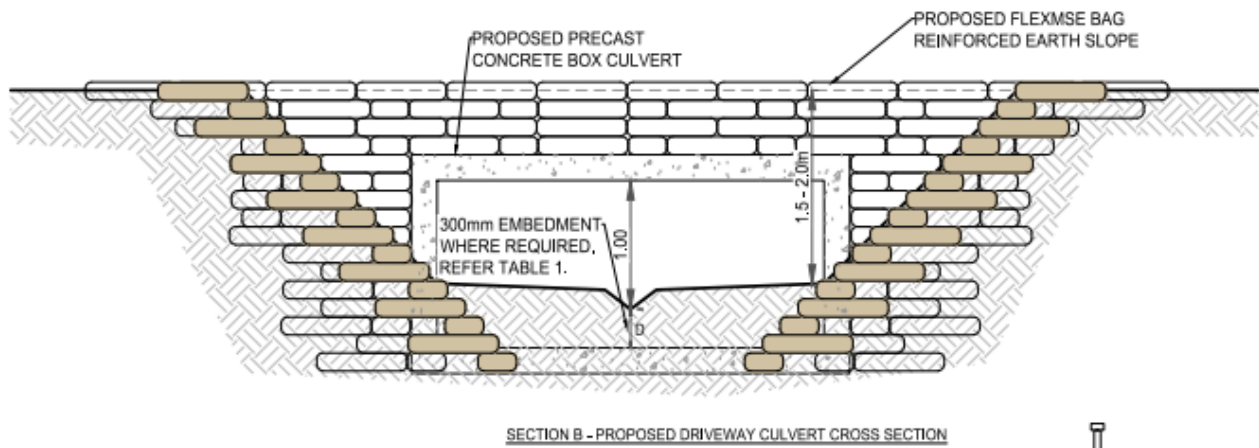 PROPOSED FLEXMSE BAG
REINFORCED EARTH SLOPE
PROPOSED PRECAST
CONCRETE BOX CULVERT
300mm EMBEDMENT
WHERE REQUIRED,
REFER TABLE 1.
1.00
1.5 - 2.0m
D
SECTION B - PROPOSED DRIVEWAY CULVERT CROSS SECTION